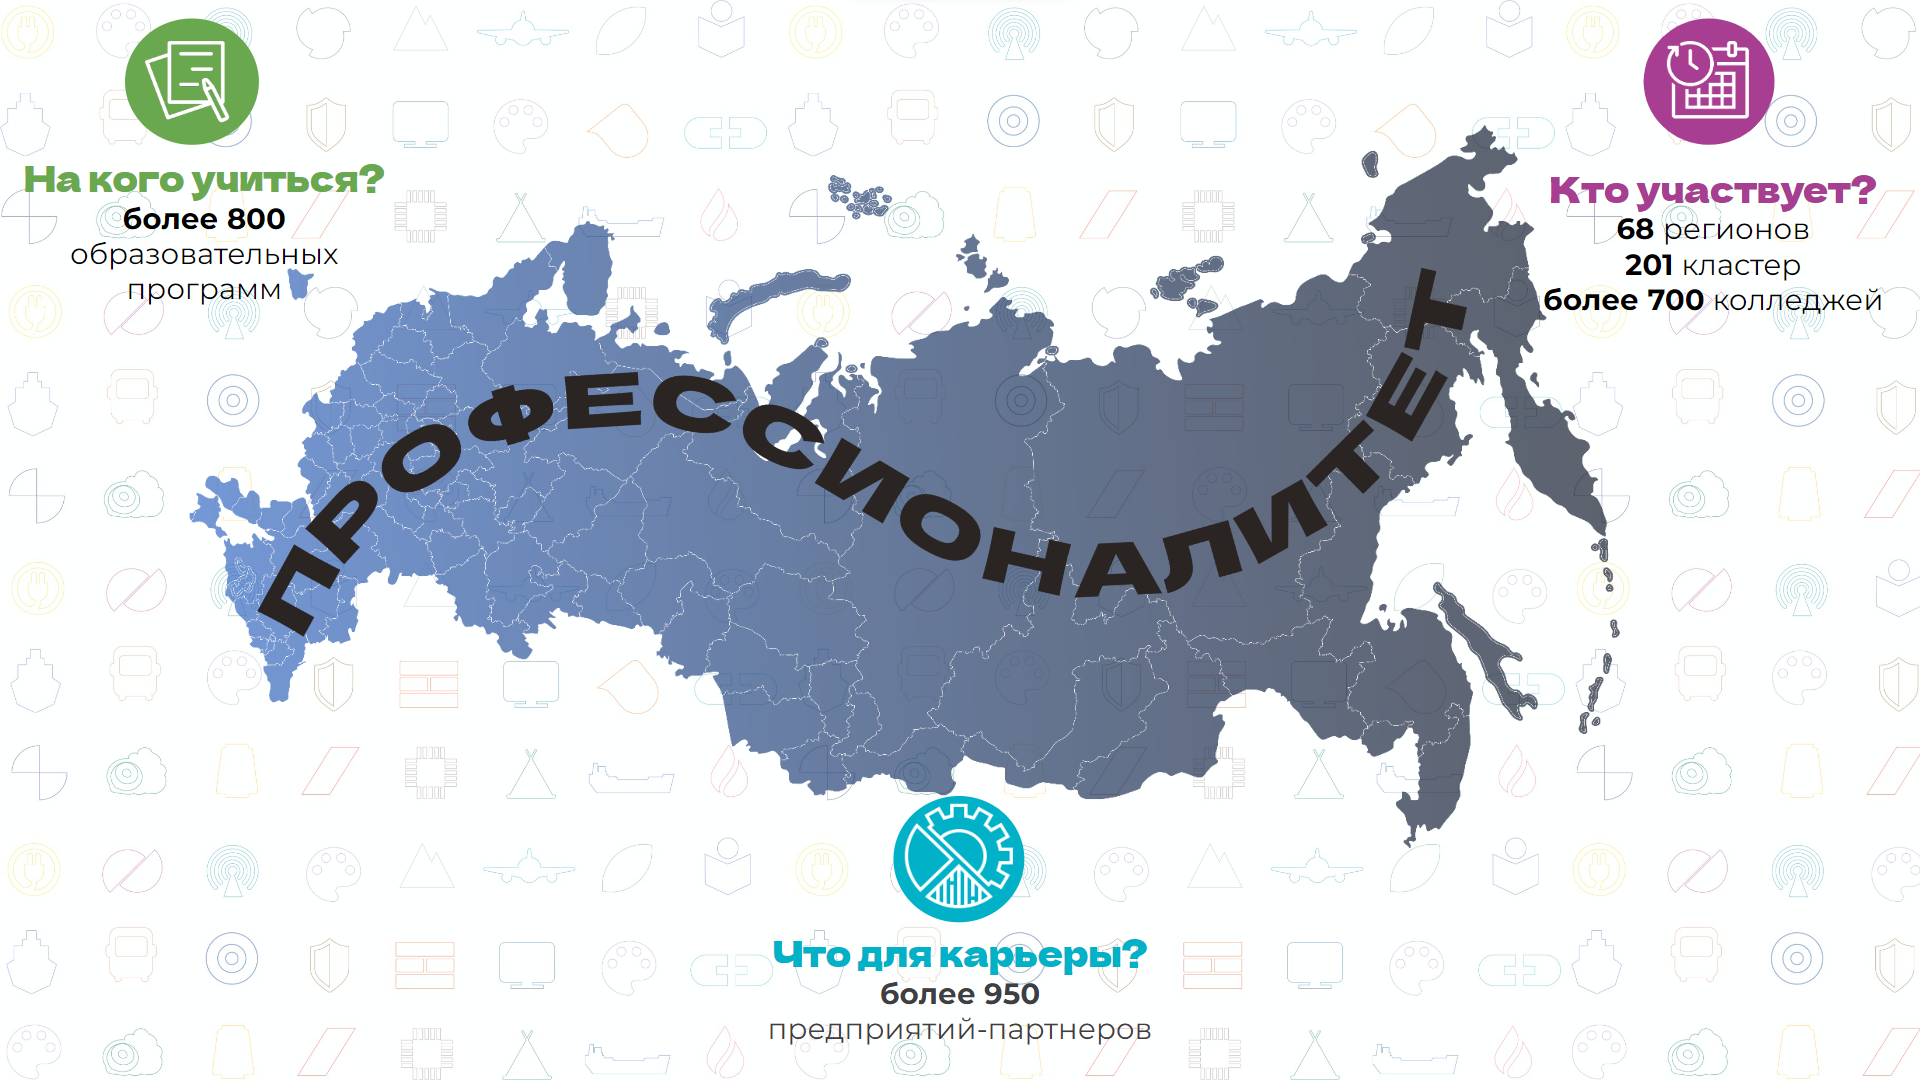 На кого учиться?
более 800
образовательных
программ
Кто участвует?
68 регионов
201 кластер
более 700 колледжей
ПРОФЕССИОНАЛИТЕТ
Что для карьеры?
более 950
предприятий-партнеров